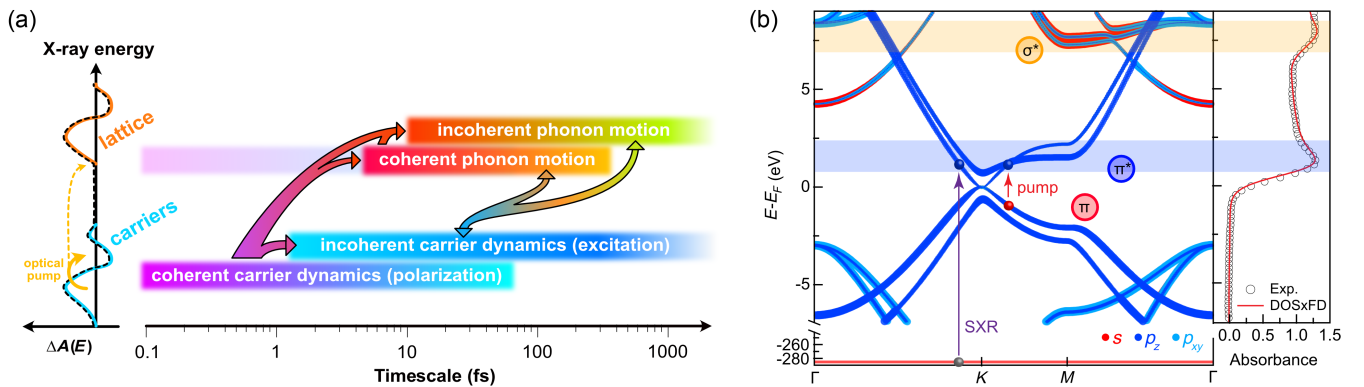 (a)
X-ray energy
lattice
carriers
optical
pump
ΔA(E)
incoherent phonon motion
coherent phonon motion
incoherent carrier dynamics (excitation)
coherent carrier dynamics (polarization)
0.1 1 10 100 1000
Timescale (fs)
(b)
E-E_F (eV)
5
0
-5
-260
-280
σ*
π*
π
pump
SXR
s p_z p_xy
Γ K M Γ
Exp.
DOSxFD
0.0 0.5 1.0 1.5
Absorbance